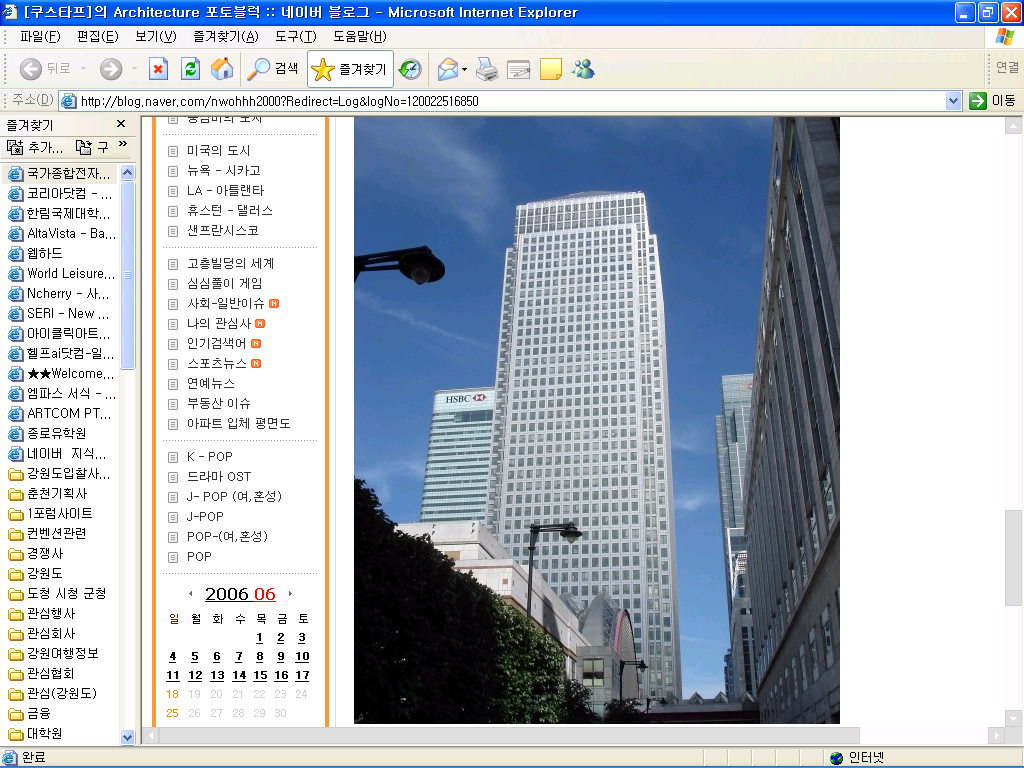 [쿠스타프]의 Architecture 포토블럭 :: 네이버 블로그 - Microsoft Internet Explorer
파일(F) 편집(E) 보기(V) 즐겨찾기(A) 도구(T) 도움말(H)
뒤로 검색 즐겨찾기 연결
주소(D) http://blog.naver.com/nwohhh2000?Redirect=Log&logNo=120022516850 이동
즐겨찾기
추가... 구 »
국가종합전자...
코리아닷컴 - ...
한림국제대학...
AltaVista - Ba...
웹하드
World Leisure...
Ncherry - 사...
SERI - New ...
아이클릭아트...
헬프ai닷컴-일...
★★Welcome...
엠파스 서식 - ...
ARTCOM PT...
종로유학원
네이버 지식...
강원도입찰사...
춘천기획사
1포럼사이트
컨벤션관련
경쟁사
강원도
도청 시청 군청
관심행사
관심회사
강원여행정보
관심협회
관심(강원도)
금융
대학원
미국의 도시
뉴욕 - 시카고
LA - 아틀랜타
휴스턴 - 댈러스
샌프란시스코
고층빌딩의 세계
심심풀이 게임
사회-일반이슈 N
나의 관심사 N
인기검색어 N
스포츠뉴스 N
연예뉴스
부동산 이슈
아파트 입체 평면도
K - POP
드라마 OST
J- POP (여,혼성)
J-POP
POP-(여,혼성)
POP
2006 06
일 월 화 수 목 금 토
1 2 3
4 5 6 7 8 9 10
11 12 13 14 15 16 17
18 19 20 21 22 23 24
25 26 27 28 29 30
HSBC
완료 인터넷